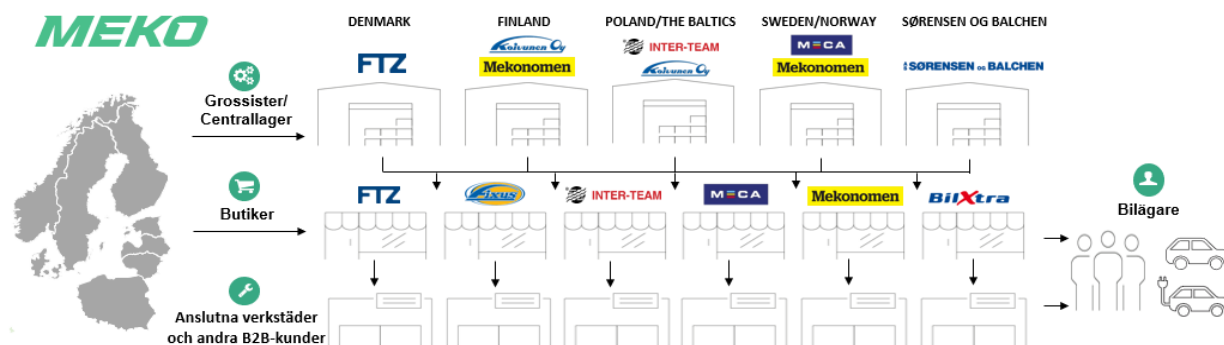 MEKO
DENMARK
FINLAND
POLAND/THE BALTICS
SWEDEN/NORWAY
SØRENSEN OG BALCHEN
FTZ
Koivunen Oy
Mekonomen
INTER-TEAM
Koivunen Oy
MECA
Mekonomen
SØRENSEN OG BALCHEN
Grossister/
Centrallager
Butiker
FTZ
Fixus
INTER-TEAM
MECA
Mekonomen
BilXtra
Bilägare
Anslutna verkstäder
och andra B2B-kunder